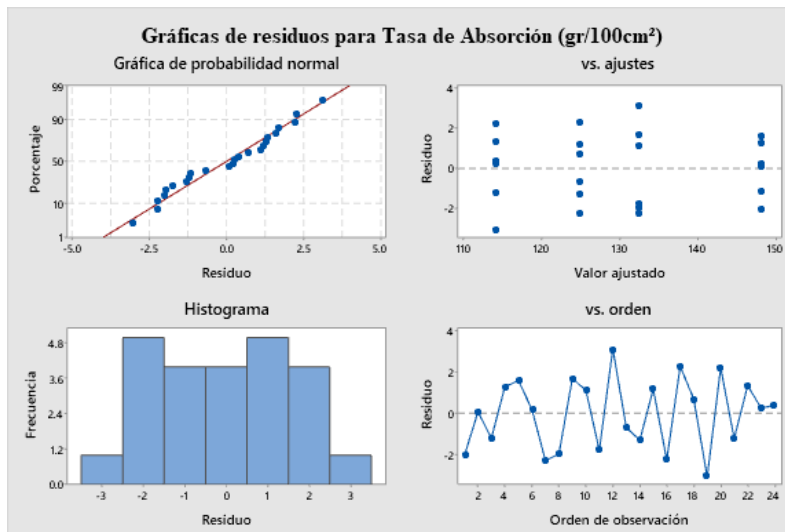 Gráficas de residuos para Tasa de Absorción (gr/100cm²)
Gráfica de probabilidad normal
99
90
50
10
1
Porcentaje
-5.0 -2.5 0.0 2.5 5.0
Residuo
vs. ajustes
4
2
0
-2
Residuo
110 120 130 140 150
Valor ajustado
Histograma
4.8
3.6
2.4
1.2
0.0
Frecuencia
-3 -2 -1 0 1 2 3
Residuo
vs. orden
4
2
0
-2
Residuo
2 4 6 8 10 12 14 16 18 20 22 24
Orden de observación